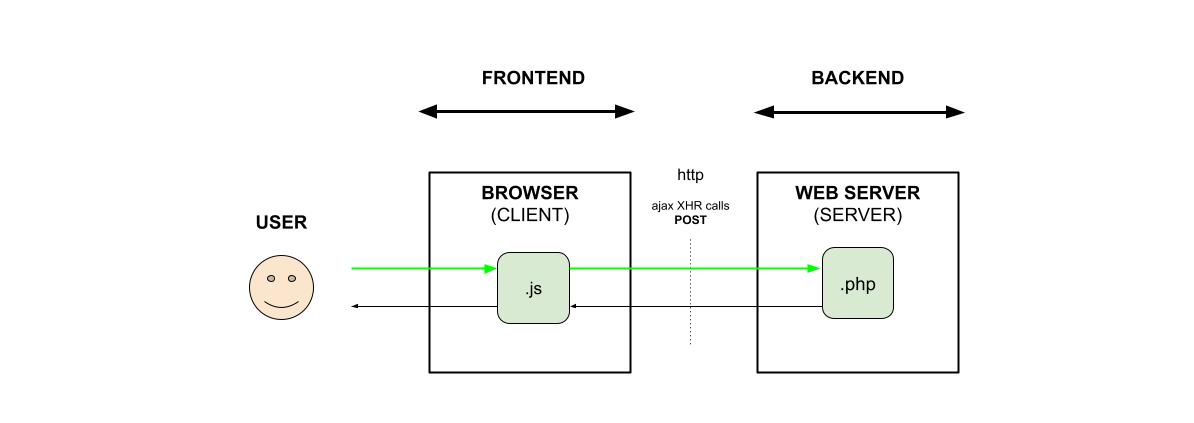 FRONTEND
BACKEND
http
ajax XHR calls
POST
BROWSER
(CLIENT)
WEB SERVER
(SERVER)
USER
.js
.php